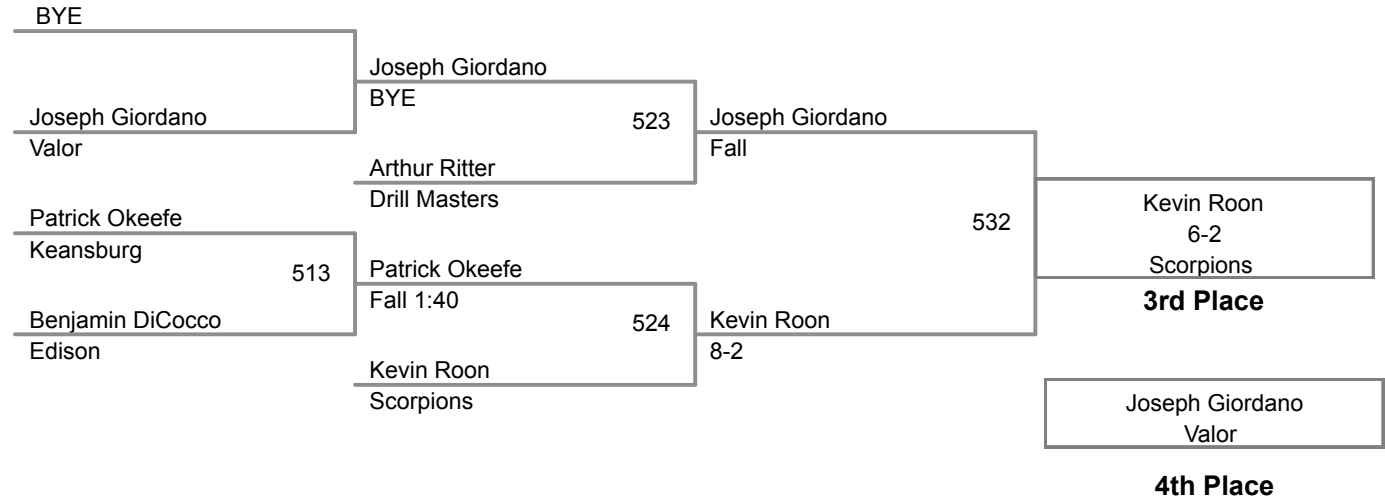 BYE
Joseph Giordano
BYE
Joseph Giordano
Valor
523
Joseph Giordano
Fall
Arthur Ritter
Drill Masters
Patrick Okeefe
Keansburg
513
Patrick Okeefe
Fall 1:40
Benjamin DiCocco
Edison
524
Kevin Roon
8-2
Kevin Roon
Scorpions
532
Kevin Roon
6-2
Scorpions
3rd Place
Joseph Giordano
Valor
4th Place